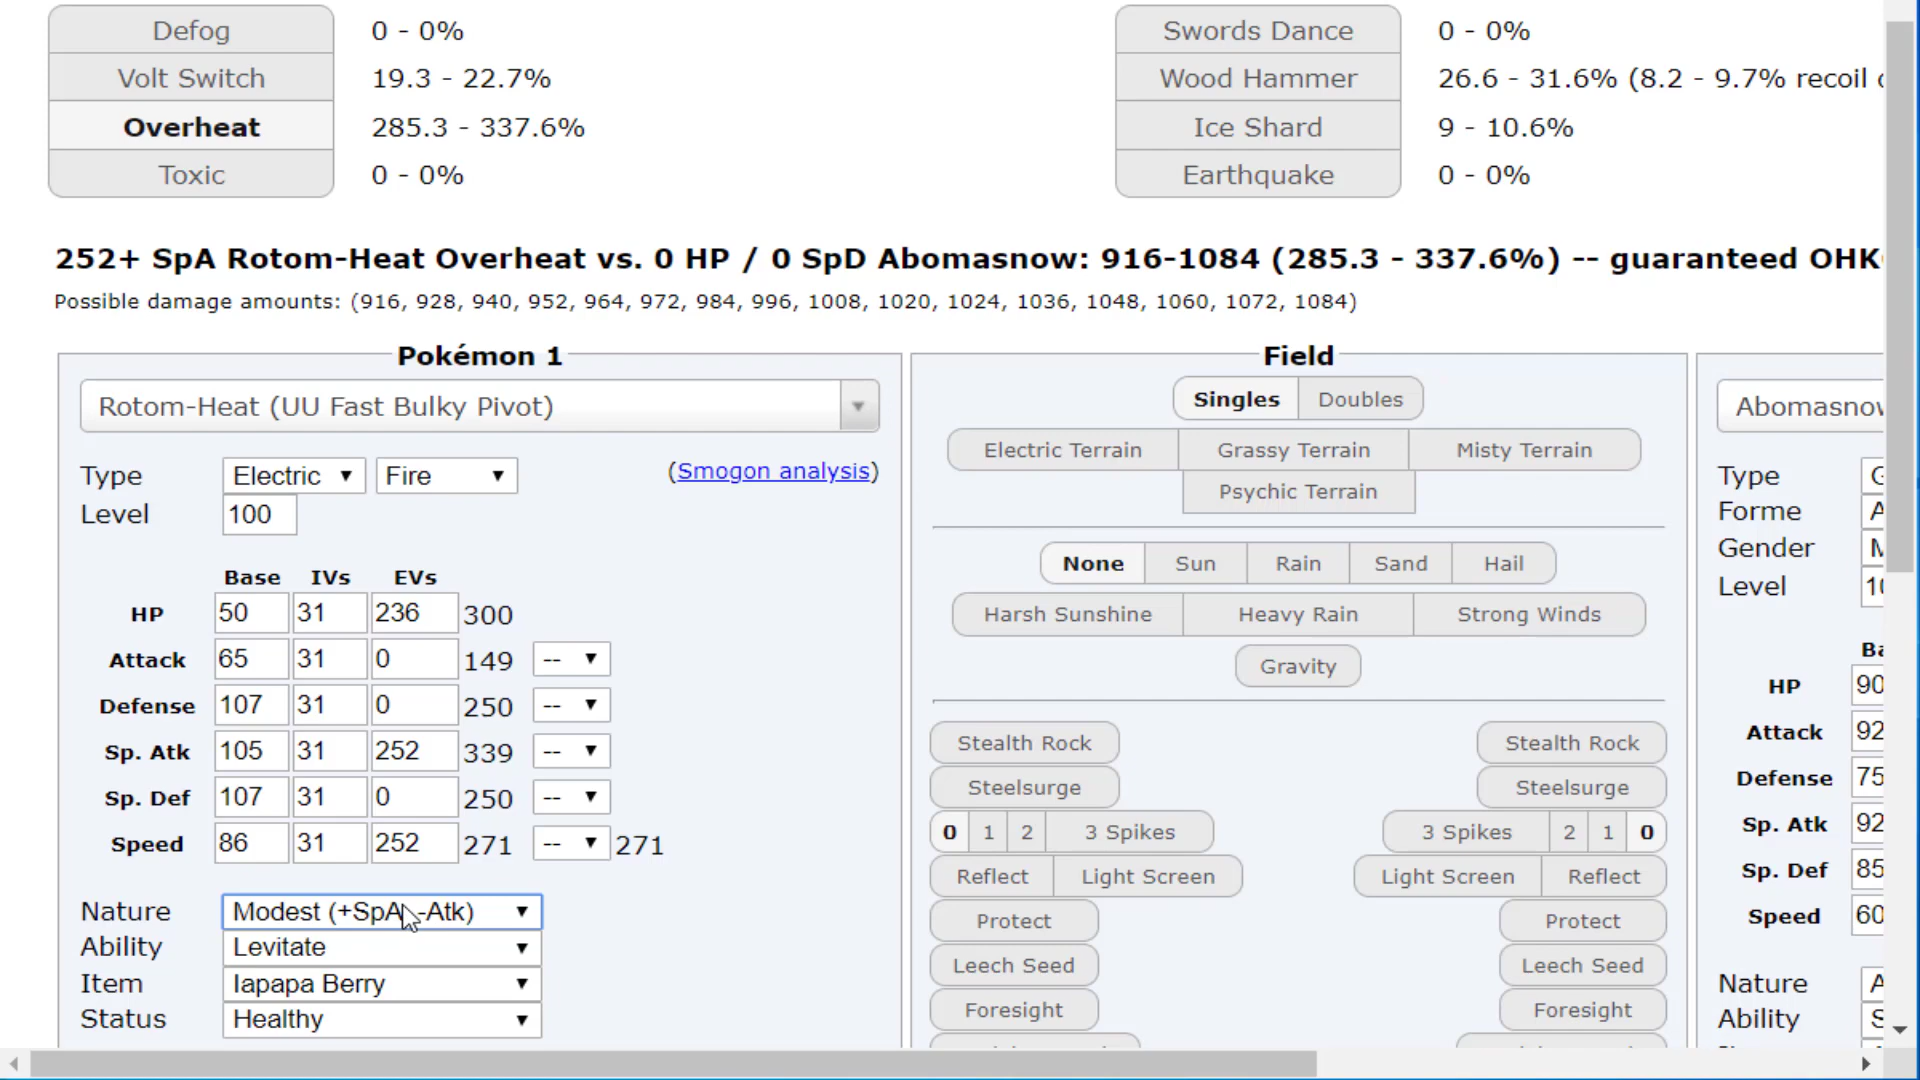 Defog 0 - 0% Swords Dance 0 - 0%
Volt Switch 19.3 - 22.7% Wood Hammer 26.6 - 31.6% (8.2 - 9.7% recoil
Overheat 285.3 - 337.6% Ice Shard 9 - 10.6%
Toxic 0 - 0% Earthquake 0 - 0%
252+ SpA Rotom-Heat Overheat vs. 0 HP / 0 SpD Abomasnow: 916-1084 (285.3 - 337.6%) -- guaranteed OHK
Possible damage amounts: (916, 928, 940, 952, 964, 972, 984, 996, 1008, 1020, 1024, 1036, 1048, 1060, 1072, 1084)
Pokémon 1
Rotom-Heat (UU Fast Bulky Pivot)
Type Electric Fire (Smogon analysis)
Level 100
Base IVs EVs
HP 50 31 236 300
Attack 65 31 0 149 --
Defense 107 31 0 250 --
Sp. Atk 105 31 252 339 --
Sp. Def 107 31 0 250 --
Speed 86 31 252 271 -- 271
Nature Modest (+SpA, -Atk)
Ability Levitate
Item Iapapa Berry
Status Healthy
Field
Singles Doubles
Electric Terrain Grassy Terrain Misty Terrain
Psychic Terrain
None Sun Rain Sand Hail
Harsh Sunshine Heavy Rain Strong Winds
Gravity
Stealth Rock Stealth Rock
Steelsurge Steelsurge
0 1 2 3 Spikes 3 Spikes 2 1 0
Reflect Light Screen Light Screen Reflect
Protect Protect
Leech Seed Leech Seed
Foresight Foresight
Abomasnow
Type
Forme
Gender
Level
HP 90
Attack 92
Defense 75
Sp. Atk 92
Sp. Def 85
Speed 60
Nature
Ability